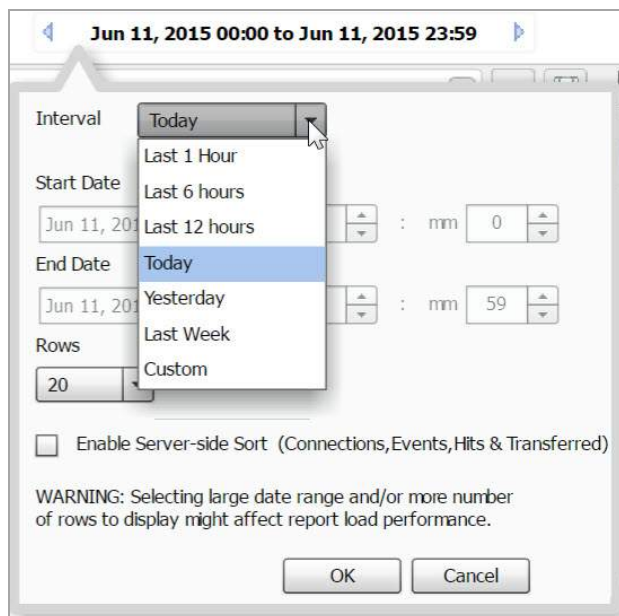 Jun 11, 2015 00:00 to Jun 11, 2015 23:59
Interval Today
Last 1 Hour
Start Date
Last 6 hours
Last 12 hours
Jun 11, 201 : mm 0
End Date
Today
Yesterday
Jun 11, 201 : mm 59
Last Week
Rows
Custom
20
Enable Server-side Sort (Connections,Events,Hits & Transferred)
WARNING: Selecting large date range and/or more number
of rows to display might affect report load performance.
OK Cancel